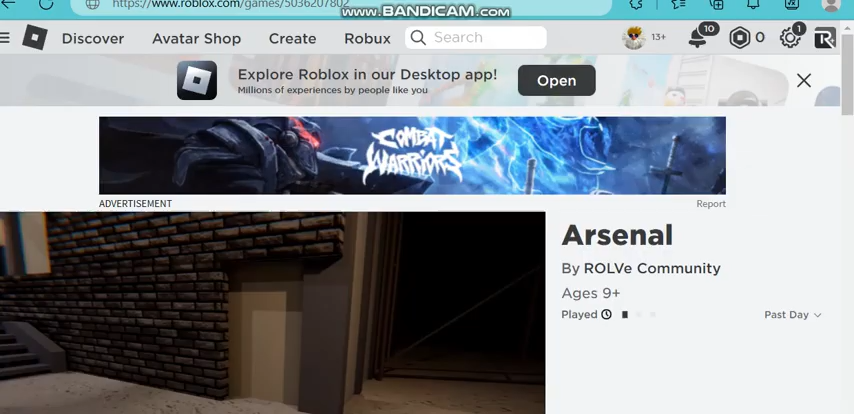 https://www.roblox.com/games/5036207802
www.BANDICAM.com
Discover
Avatar Shop
Create
Robux
Search
13+
10
0
1
Explore Roblox in our Desktop app!
Millions of experiences by people like you
Open
COMBAT
WARRIORS
ADVERTISEMENT
Report
Arsenal
By ROLVe Community
Ages 9+
Played
Past Day